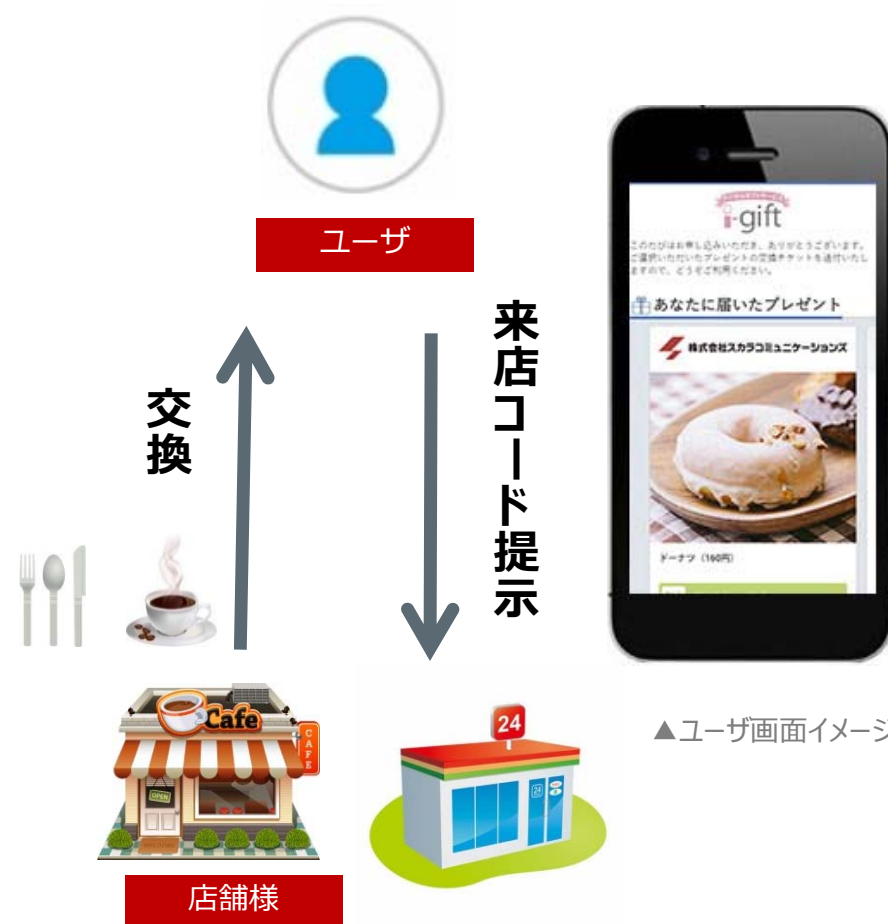 ユーザ
交換
来店コード提示
i-gift
このたびはお申し込みいただき、ありがとうございます。
ご選択いただいたプレゼントの交換チケットを送付いたし
ますので、どうぞご利用ください。
あなたに届いたプレゼント
株式会社スカラコミュニケーションズ
ドーナツ（160円）
▲ユーザ画面イメージ
Cafe
CAFE
OPEN
24
24
店舗様